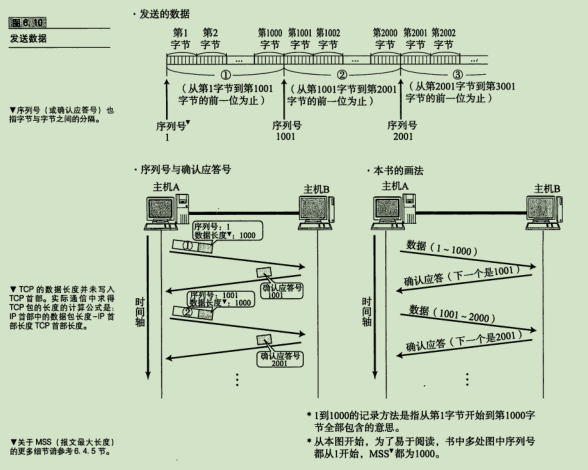 图 6.10
发送数据
▼序列号（或确认应答号）也
指字节与字节之间的分隔。
·发送的数据
第1 第2 第1000 第1001 第1002 第2000 第2001 第2002
字节 字节 字节 字节 字节 字节 字节 字节
... ... ...
① ② ③
（从第1字节到第1001
字节的前一位为止）
（从第1001字节到第2001
字节的前一位为止）
（从第2001字节到第3001
字节的前一位为止）
序列号▼
1
序列号
1001
序列号
2001
·序列号与确认应答号
主机A 主机B
序列号：1
数据长度▼：1000
①
确认应答号
1001
序列号：1001
数据长度▼：1000
②
确认应答号
2001
时间轴
⋮
·本书的画法
主机A 主机B
数据（1~1000）
确认应答（下一个是1001）
数据（1001~2000）
确认应答（下一个是2001）
时间轴
⋮
▼ TCP 的数据长度并未写入
TCP 首部。实际通信中求得
TCP 包的长度的计算公式是：
IP 首部中的数据包长度-IP 首
部长度 TCP 首部长度。
* 1到1000的记录方法是指从第1字节开始到第1000字
节全部包含的意思。
* 从本图开始，为了易于阅读，书中多处图中序列号
都从1开始，MSS▼都为1000。
▼关于 MSS（报文最大长度）
的更多细节请参考 6.4.5 节。